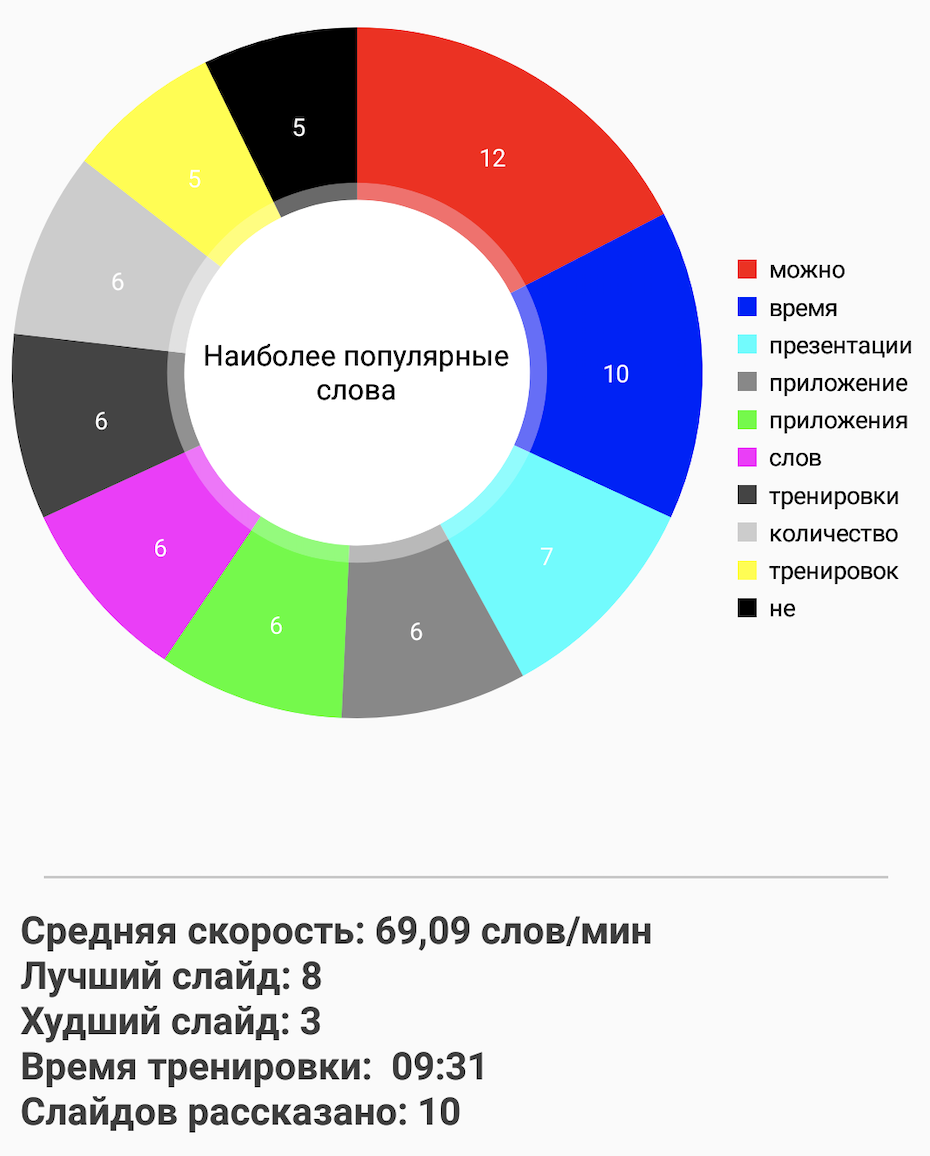 5
12
5
6
10
6
7
6
6
6
Наиболее популярные
слова
можно
время
презентации
приложение
приложения
слов
тренировки
количество
тренировок
не
Средняя скорость: 69,09 слов/мин
Лучший слайд: 8
Худший слайд: 3
Время тренировки:  09:31
Слайдов рассказано: 10